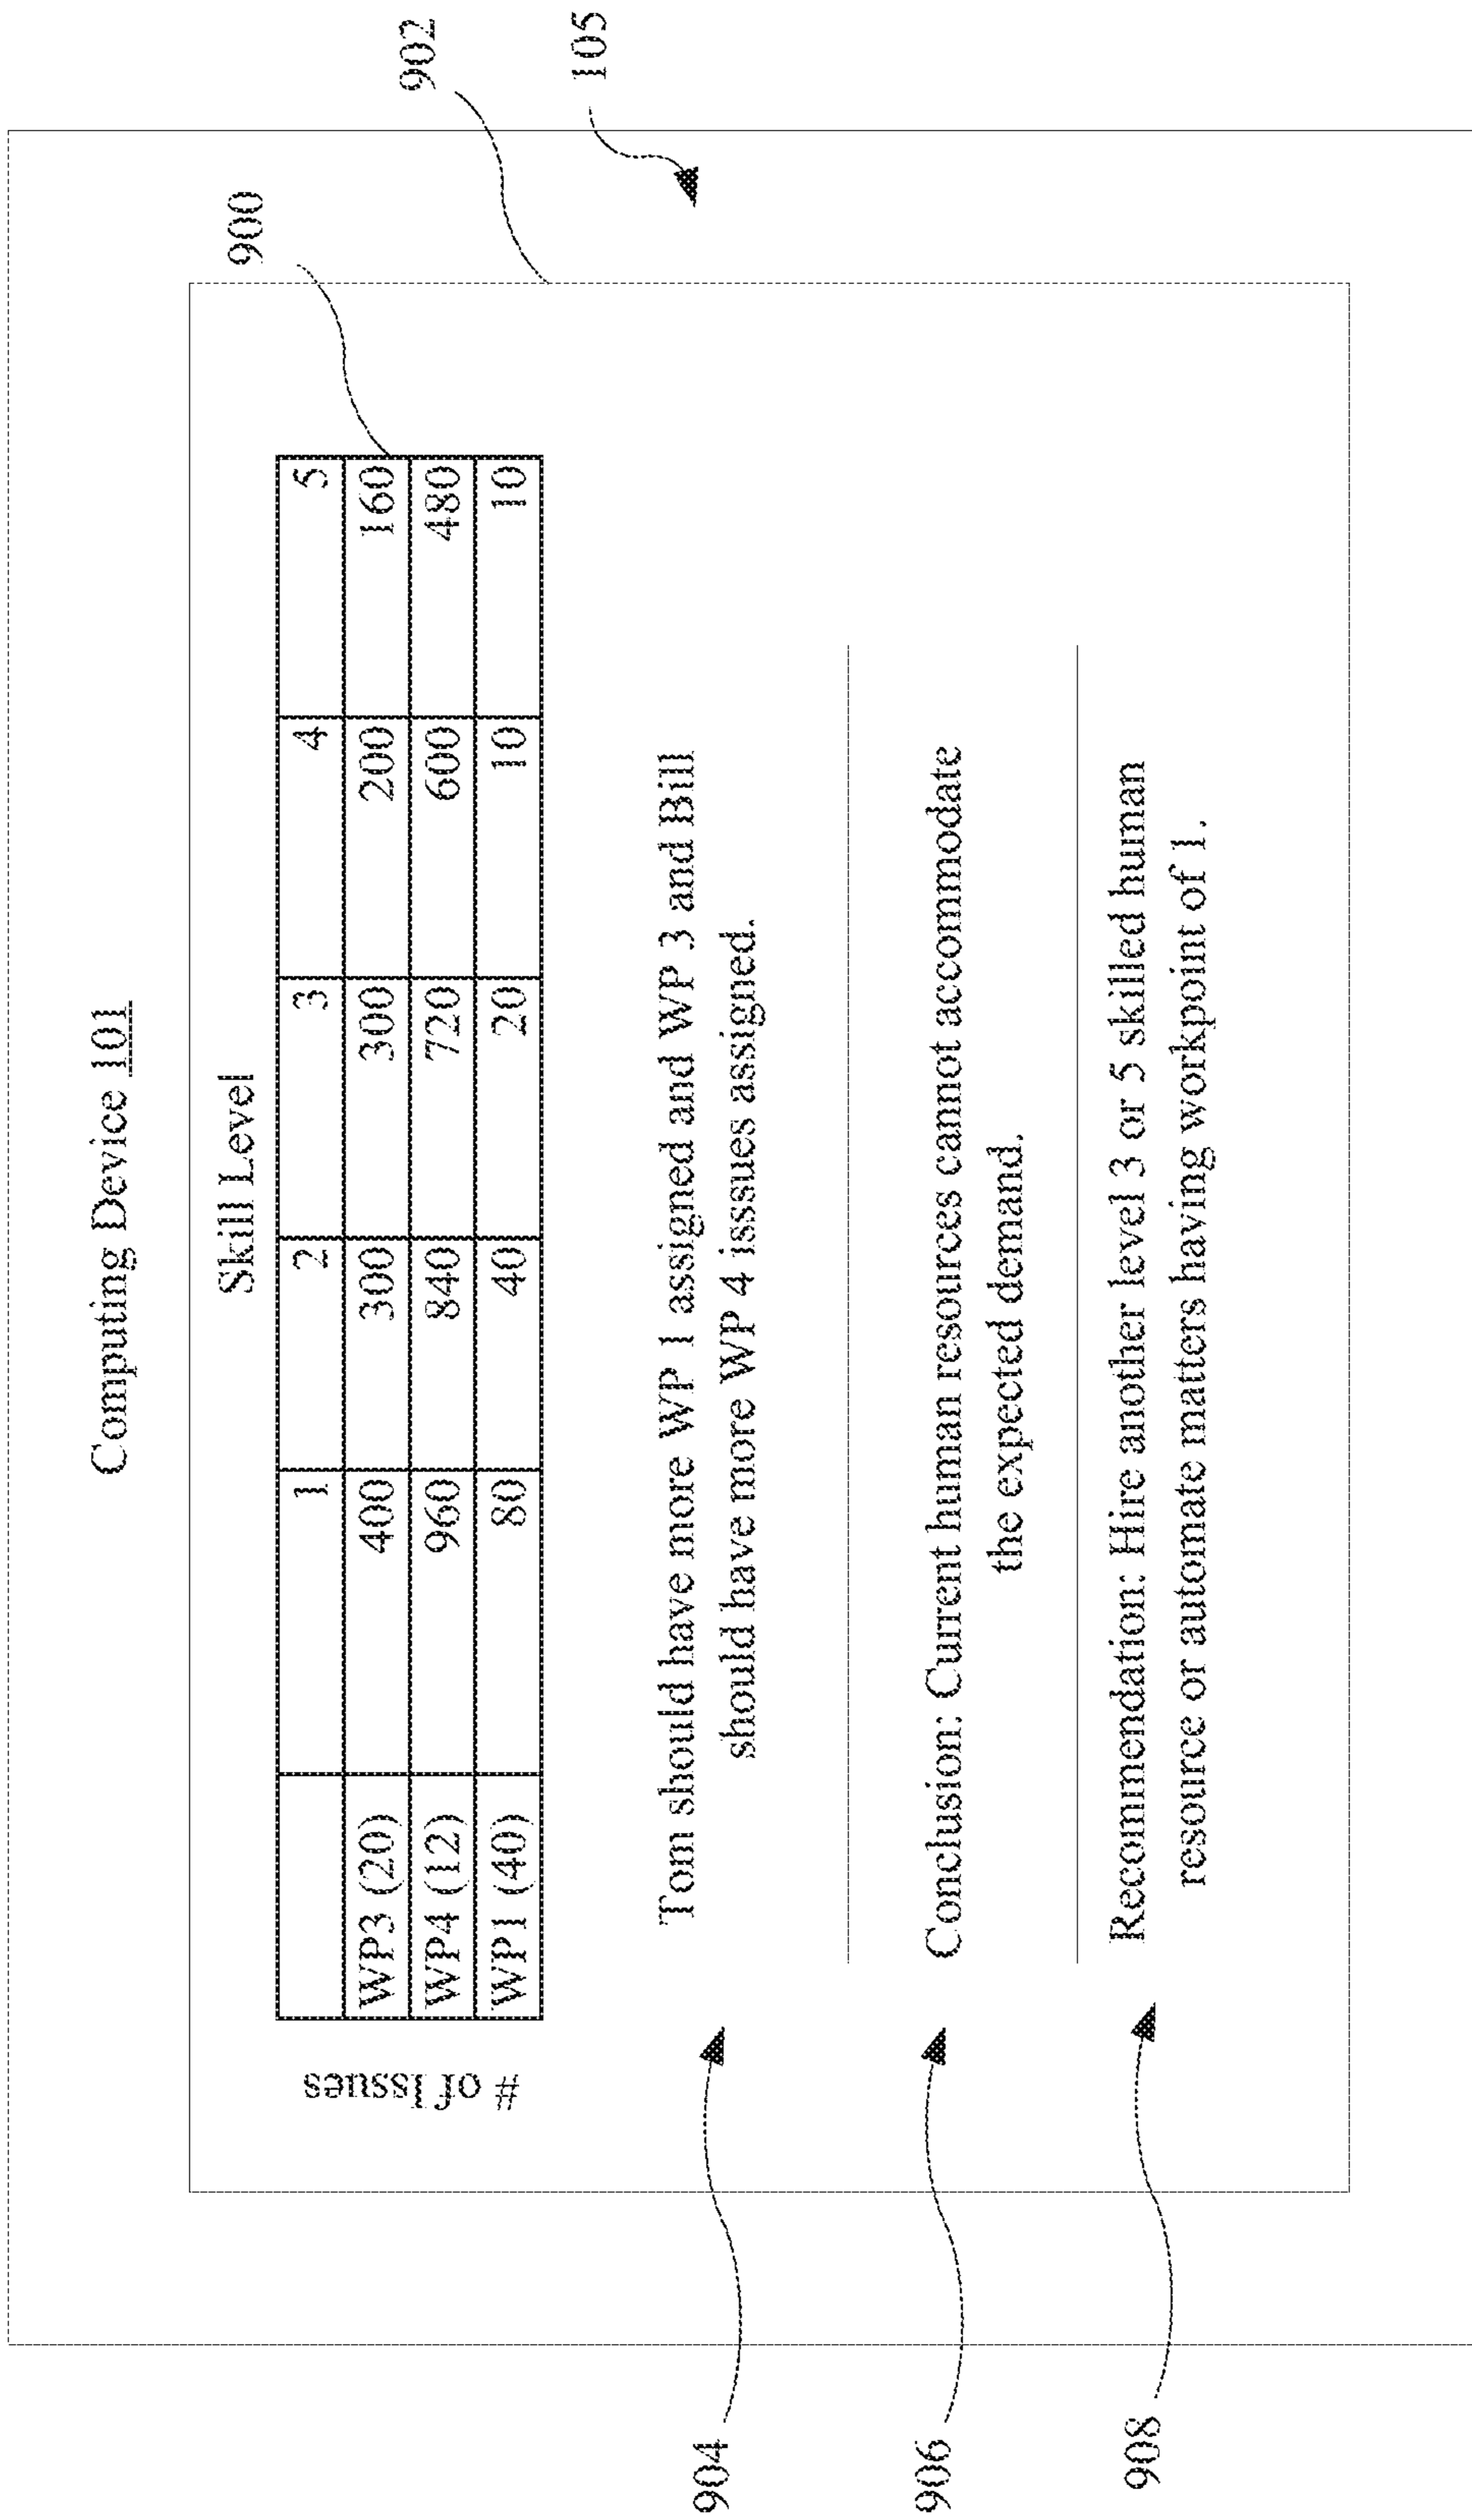 Computing Device 101
900
902
105
Skill Level
# of Issues
1 2 3 4 5
WP3 (20) 400 300 300 200 160
WP4 (12) 960 840 720 600 480
WP1 (40) 80 40 20 10 10
904
Tom should have more WP 1 assigned and WP 3 and Bill
should have more WP 4 isssues assigned.
906
Conclusion: Current human resources cannot accommodate
the expected demand.
908
Recommendation: Hire another level 3 or 5 skilled human
resource or automate matters having workpoint of 1.